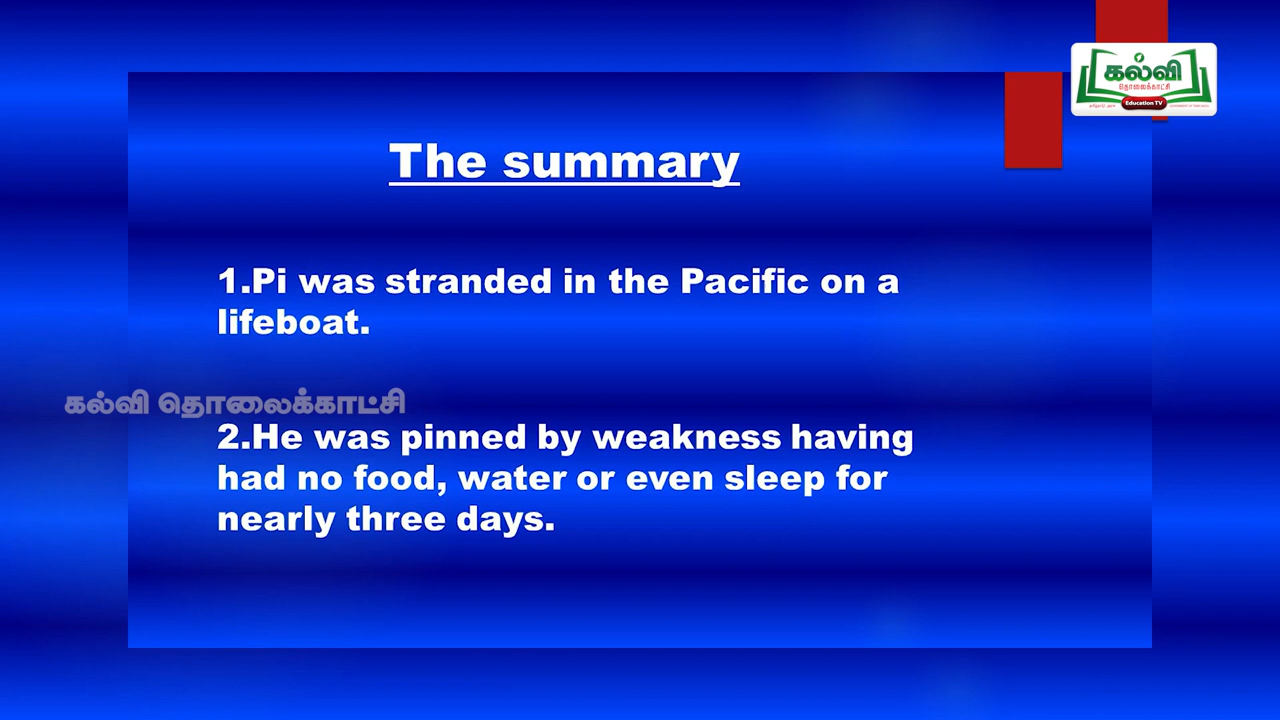 கல்வி
தொலைக்காட்சி
Education TV
The summary
1.Pi was stranded in the Pacific on a
lifeboat.
கல்வி தொலைக்காட்சி
2.He was pinned by weakness having
had no food, water or even sleep for
nearly three days.